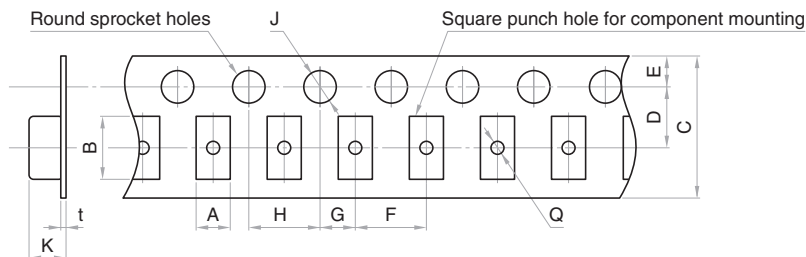 Round sprocket holes
J
Square punch hole for component mounting
E
D
C
B
t
K
A
H
G
F
Q